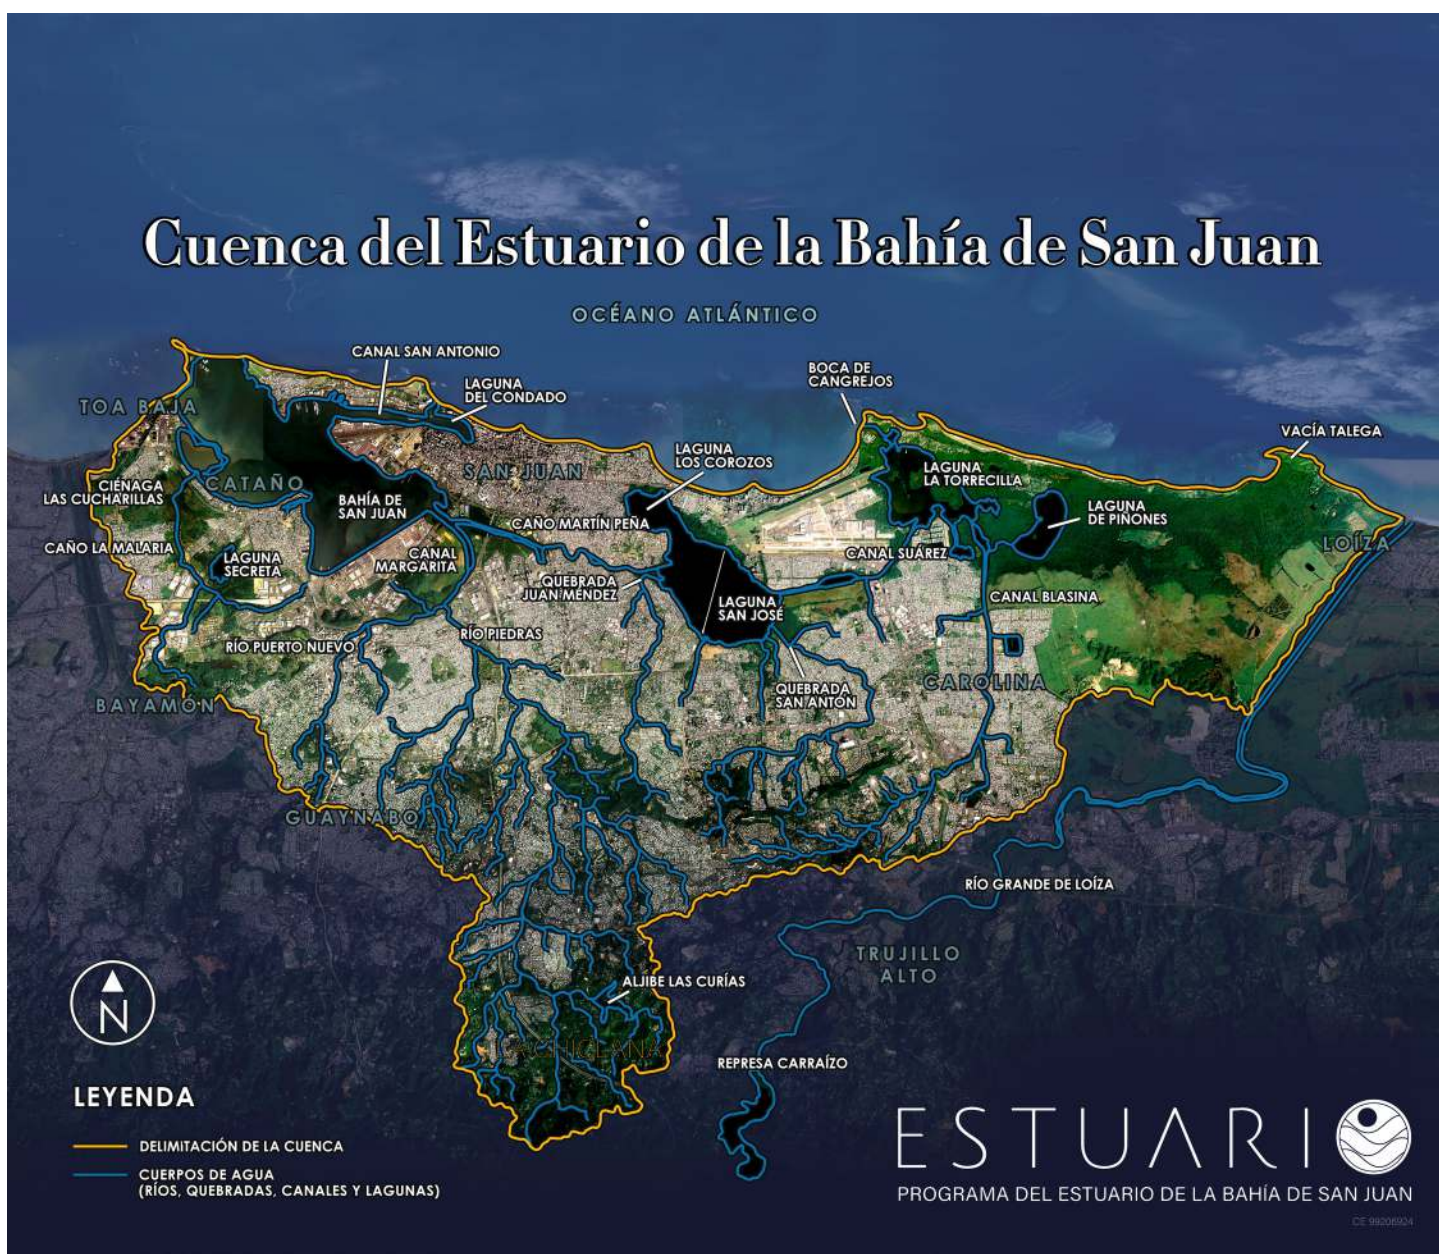 Cuenca del Estuario de la Bahía de San Juan
OCÉANO ATLÁNTICO
CANAL SAN ANTONIO
LAGUNA
DEL CONDADO
BOCA DE
CANGREJOS
TOA BAJA
VACÍA TALEGA
LAGUNA
LOS COROZOS
SAN JUAN
LAGUNA
LA TORRECILLA
CIÉNAGA
LAS CUCHARILLAS
CATAÑO
BAHÍA DE
SAN JUAN
LAGUNA
DE PIÑONES
CAÑO MARTÍN PEÑA
LOÍZA
CAÑO LA MALARIA
LAGUNA
SECRETA
CANAL
MARGARITA
CANAL SUÁREZ
QUEBRADA
JUAN MÉNDEZ
LAGUNA
SAN JOSÉ
CANAL BLASINA
RÍO PIEDRAS
RÍO PUERTO NUEVO
QUEBRADA
SAN ANTÓN
CAROLINA
BAYAMÓN
GUAYNABO
RÍO GRANDE DE LOÍZA
TRUJILLO
ALTO
ALJIBE LAS CURÍAS
N
REPRESA CARRAÍZO
LEYENDA
DELIMITACIÓN DE LA CUENCA
CUERPOS DE AGUA
(RÍOS, QUEBRADAS, CANALES Y LAGUNAS)
ESTUARIO
PROGRAMA DEL ESTUARIO DE LA BAHÍA DE SAN JUAN
CE 99206924